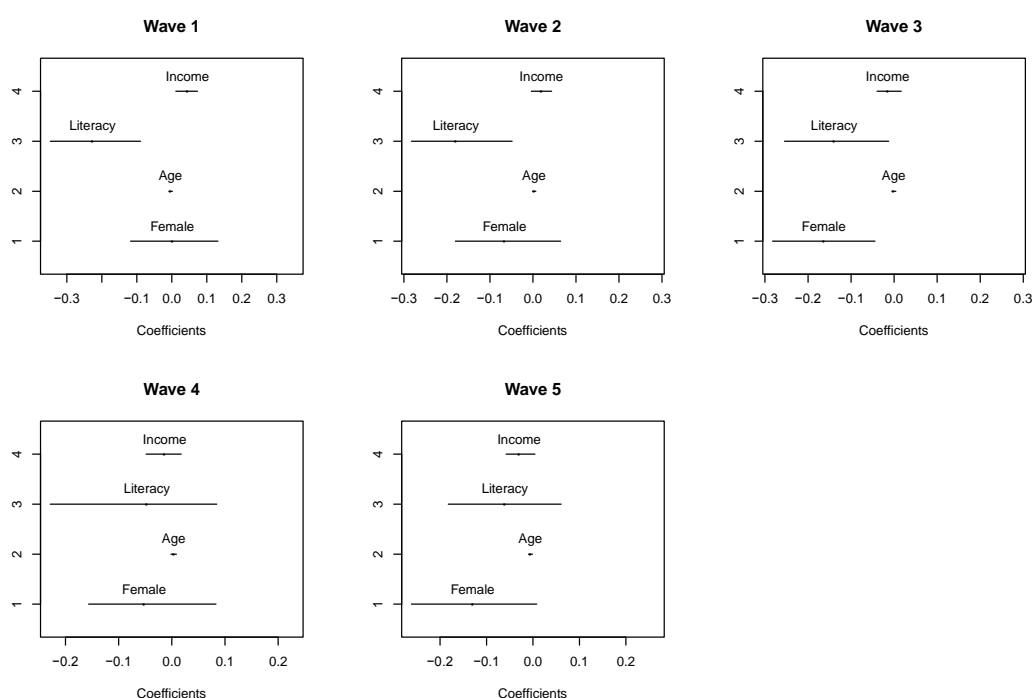 Wave 1
Income
Literacy
Age
Female
4
3
2
1
−0.3 −0.1 0.0 0.1 0.2 0.3
Coefficients
Wave 2
Income
Literacy
Age
Female
4
3
2
1
−0.3 −0.2 −0.1 0.0 0.1 0.2 0.3
Coefficients
Wave 3
Income
Literacy
Age
Female
4
3
2
1
−0.3 −0.2 −0.1 0.0 0.1 0.2 0.3
Coefficients
Wave 4
Income
Literacy
Age
Female
4
3
2
1
−0.2 −0.1 0.0 0.1 0.2
Coefficients
Wave 5
Income
Literacy
Age
Female
4
3
2
1
−0.2 −0.1 0.0 0.1 0.2
Coefficients